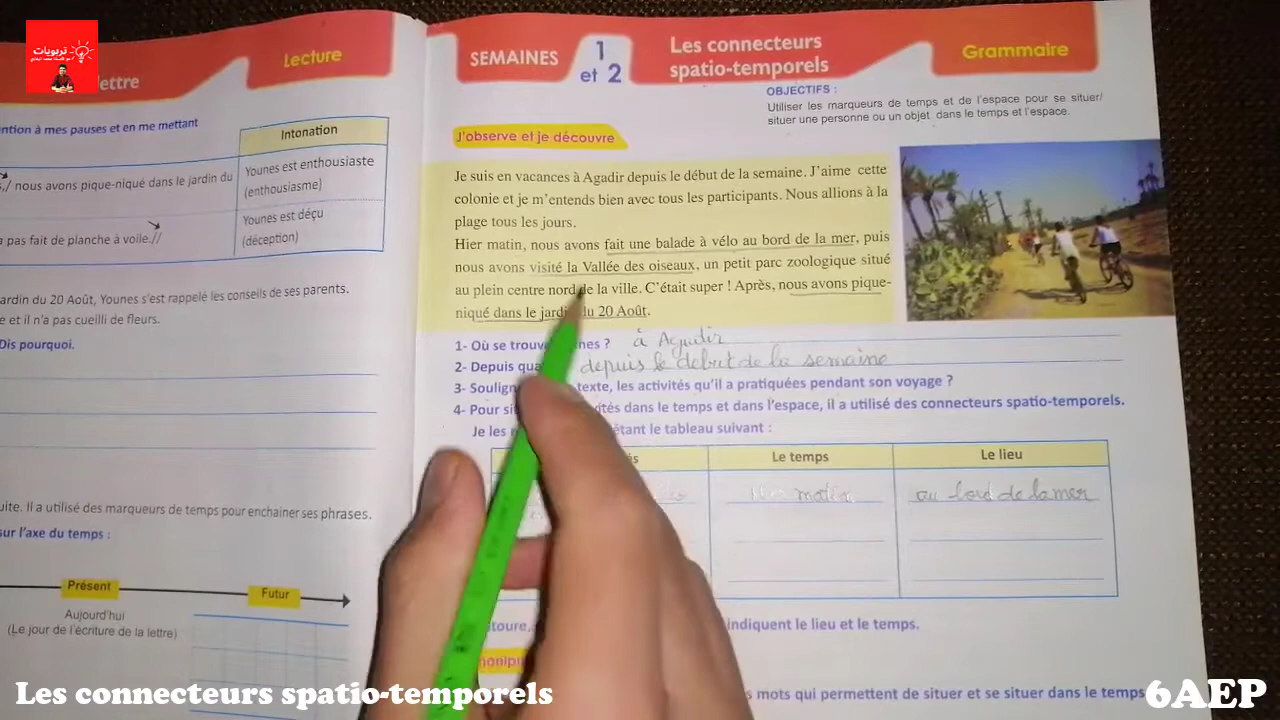 تربويات
lettre
Lecture
ntion à mes pauses et en me mettant
Intonation
./ nous avons pique-niqué dans le jardin du
Younes est enthousiaste
(enthousiasme)
a pas fait de planche à voile.//
Younes est déçu
(déception)
jardin du 20 Août, Younes s'est rappelé les conseils de ses parents.
e et il n'a pas cueilli de fleurs.
Dis pourquoi.
uite. Il a utilisé des marqueurs de temps pour enchainer ses phrases.
sur l'axe du temps :
Présent
Futur
Aujourd'hui
(Le jour de l'écriture de la lettre)
SEMAINES 1 et 2
Les connecteurs
spatio-temporels
Grammaire
OBJECTIFS :
Utiliser les marqueurs de temps et de l'espace pour se situer/
situer une personne ou un objet dans le temps et l'espace.
J'observe et je découvre
Je suis en vacances à Agadir depuis le début de la semaine. J'aime cette
colonie et je m'entends bien avec tous les participants. Nous allions à la
plage tous les jours.
Hier matin, nous avons fait une balade à vélo au bord de la mer, puis
nous avons visité la Vallée des oiseaux, un petit parc zoologique situé
au plein centre nord de la ville. C'était super ! Après, nous avons pique-
niqué dans le jardin du 20 Août.
1- Où se trouve nes ? à Agadir
2- Depuis qua depuis le debut de la semaine
3- Soulign texte, les activités qu'il a pratiquées pendant son voyage ?
4- Pour si vités dans le temps et dans l'espace, il a utilisé des connecteurs spatio-temporels.
Je les étant le tableau suivant :
Le temps
Le lieu
matin
au bord de la mer
toure, indiquent le lieu et le temps.
manipu
s mots qui permettent de situer et se situer dans le temps
Les connecteurs spatio-temporels
6AEP